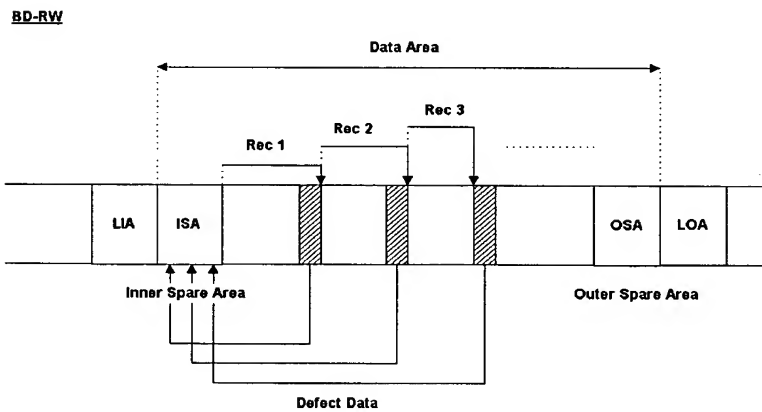 BD-RW
Data Area
Rec 1
Rec 2
Rec 3
LIA
ISA
OSA
LOA
Inner Spare Area
Outer Spare Area
Defect Data